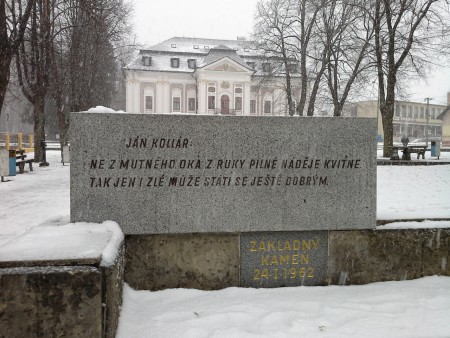 JÁN KOLLÁR:
NE Z MUTNÉHO OKA Z RUKY PILNÉ NADĚJE KVITNE
TAK JEN I ZLÉ MŮŽE STÁTI SE JEŠTĚ DOBRÝM.
ZÁKLADNÝ
KAMEŇ
24·I·1962